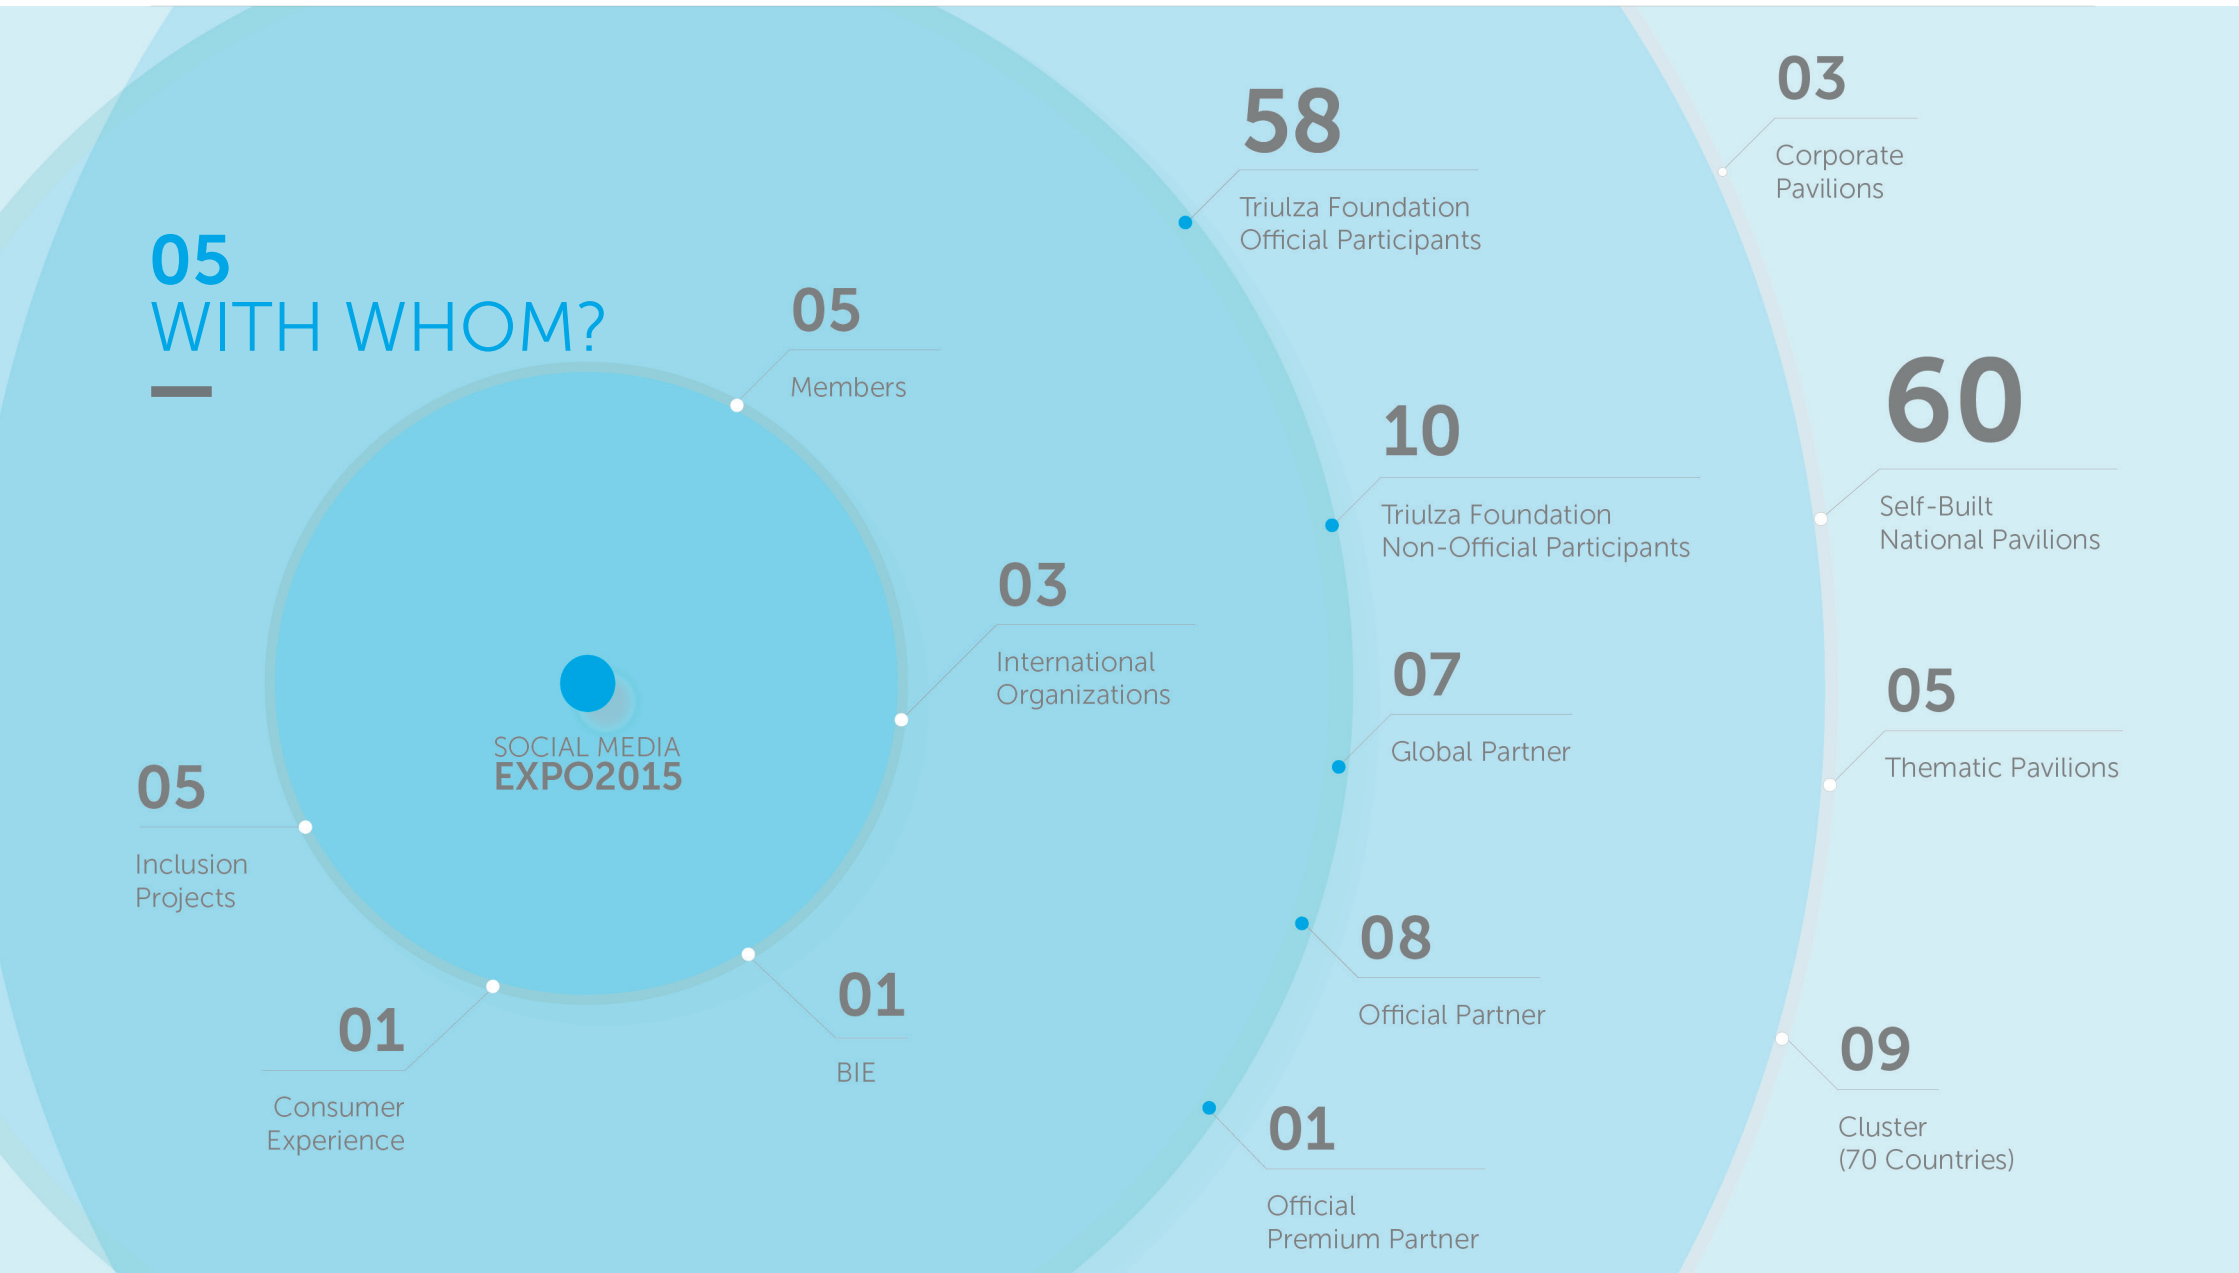 05
WITH WHOM?
05
Members
03
International
Organizations
SOCIAL MEDIA
EXPO2015
05
Inclusion
Projects
01
Consumer
Experience
01
BIE
58
Triulza Foundation
Official Participants
10
Triulza Foundation
Non-Official Participants
07
Global Partner
08
Official Partner
01
Official
Premium Partner
03
Corporate
Pavilions
60
Self-Built
National Pavilions
05
Thematic Pavilions
09
Cluster
(70 Countries)